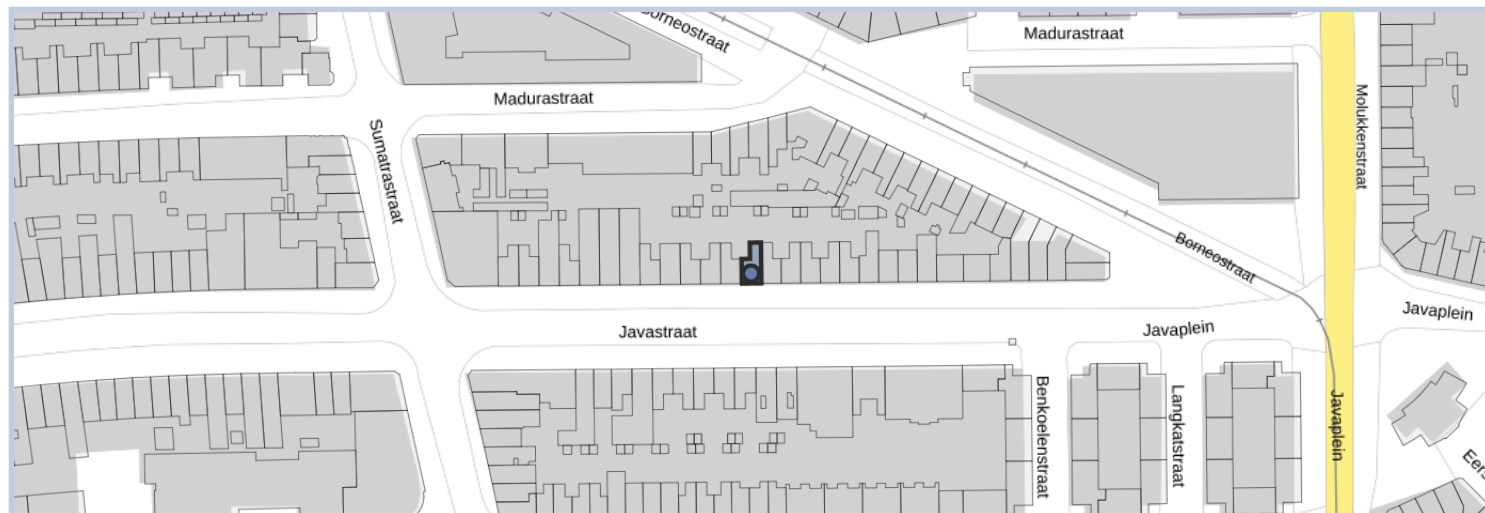 Borneostraat
Madurastraat
Madurastraat
Molukkenstraat
Sumatrastraat
Borneostraat
Javaplein
Javastraat
Javaplein
Benkoelenstraat
Langkatstraat
Javaplein